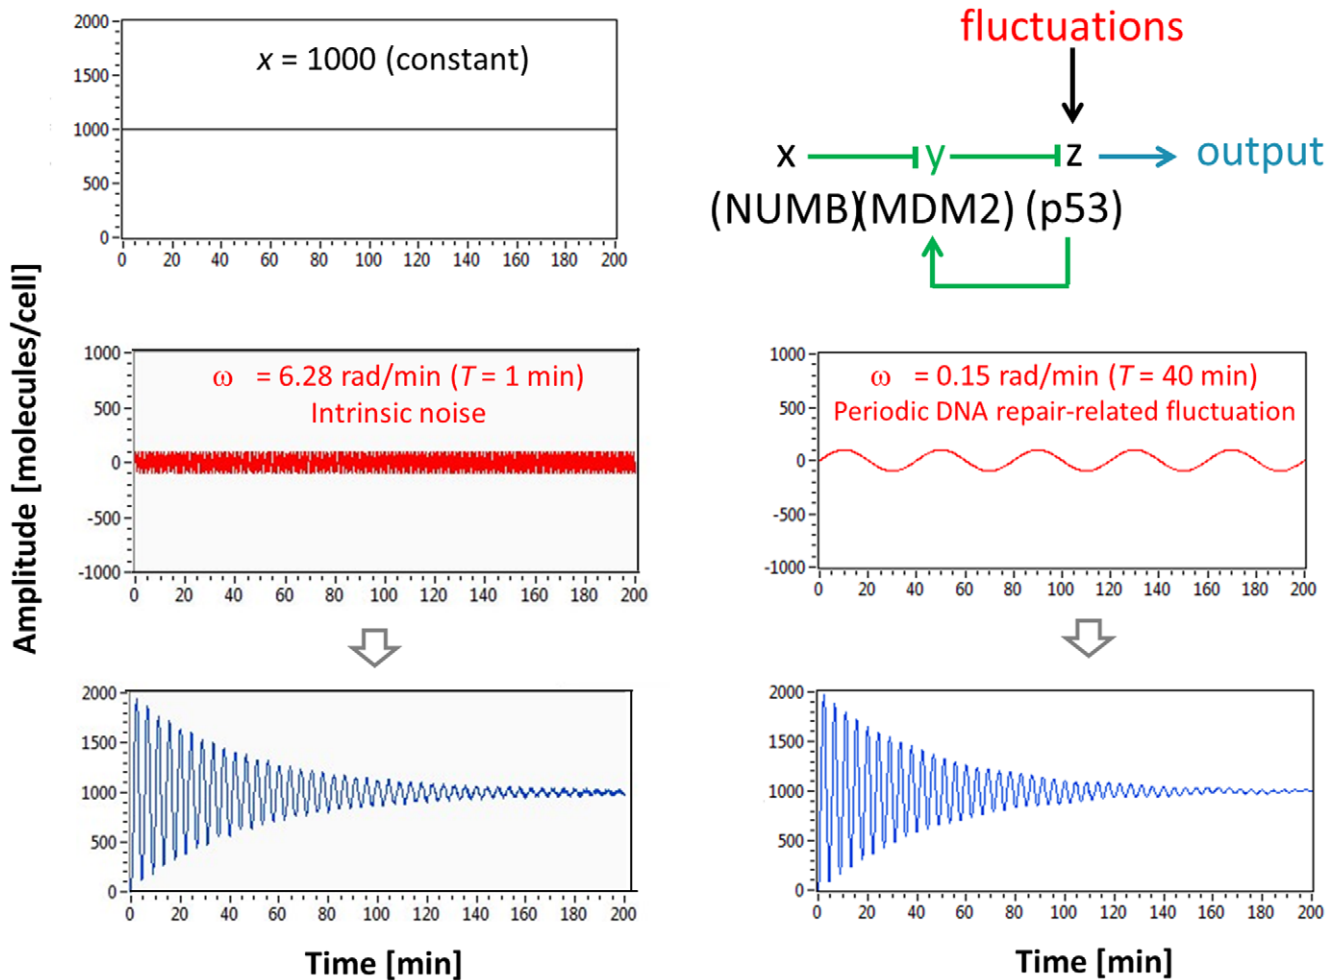 2000
1500
1000
500
0
0 20 40 60 80 100 120 140 160 180 200
x = 1000 (constant)
fluctuations
x y z output
(NUMB)(MDM2) (p53)
Amplitude [molecules/cell]
1000
500
0
-500
-1000
0 20 40 60 80 100 120 140 160 180 200
ω = 6.28 rad/min (T = 1 min)
Intrinsic noise
1000
500
0
-500
-1000
0 20 40 60 80 100 120 140 160 180 200
ω = 0.15 rad/min (T = 40 min)
Periodic DNA repair-related fluctuation
2000
1500
1000
500
0
0 20 40 60 80 100 120 140 160 180 200
Time [min]
2000
1500
1000
500
0
0 20 40 60 80 100 120 140 160 180 200
Time [min]